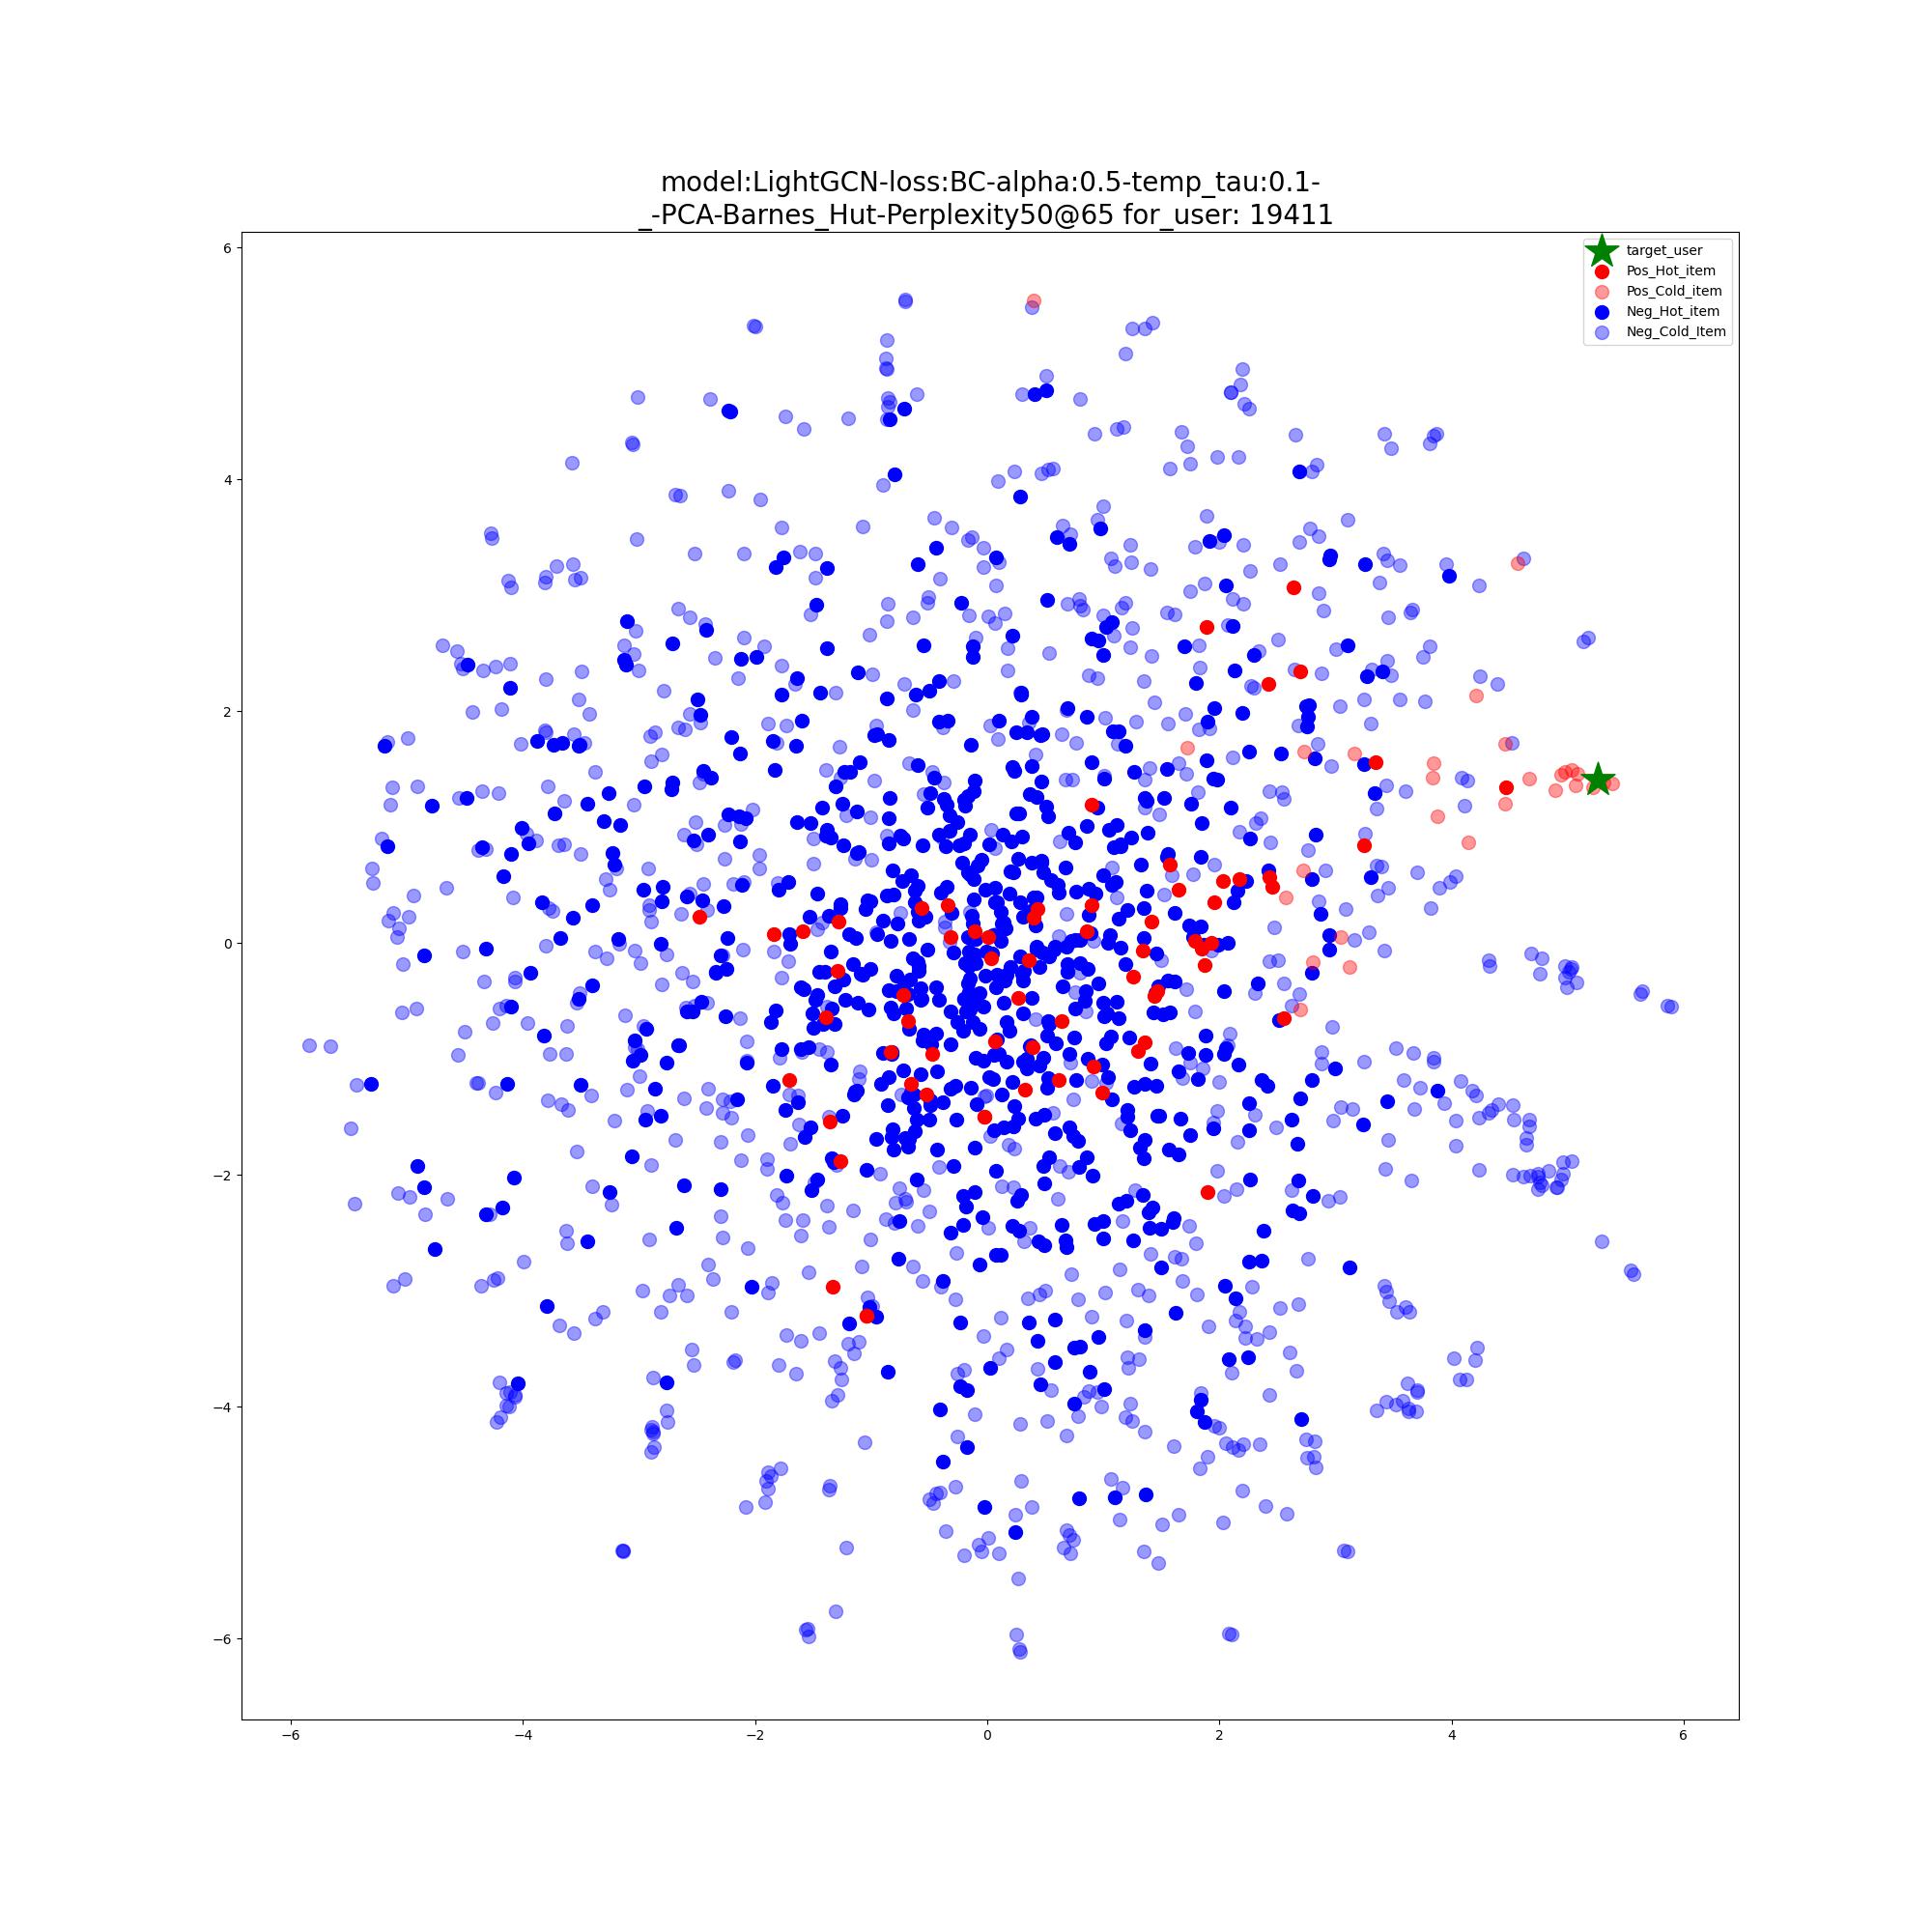 model:LightGCN-loss:BC-alpha:0.5-temp_tau:0.1-
_-PCA-Barnes_Hut-Perplexity50@65 for_user: 19411
target_user
Pos_Hot_item
Pos_Cold_item
Neg_Hot_item
Neg_Cold_Item
6
4
2
0
−2
−4
−6
−6
−4
−2
0
2
4
6